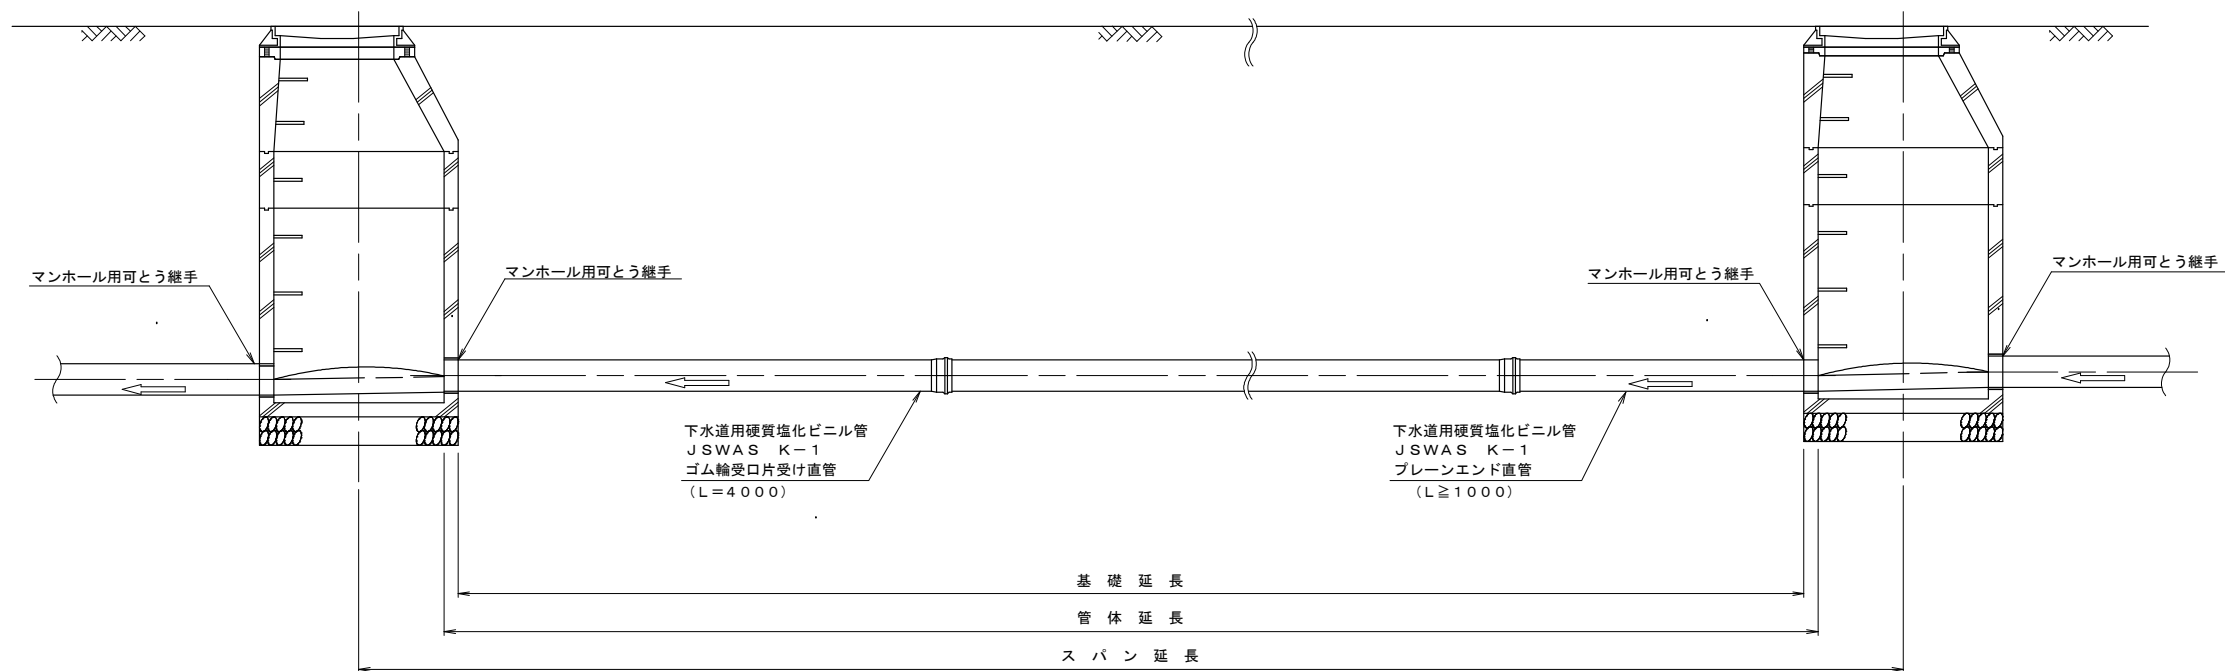 マンホール用可とう継手
マンホール用可とう継手
マンホール用可とう継手
マンホール用可とう継手
下水道用硬質塩化ビニル管
ＪＳＷＡＳ　Ｋ－１
ゴム輪受口片受け直管
（Ｌ＝４０００）
下水道用硬質塩化ビニル管
ＪＳＷＡＳ　Ｋ－１
プレーンエンド直管
（Ｌ≧１０００）
基　礎　延　長
管　体　延　長
ス　パ　ン　延　長